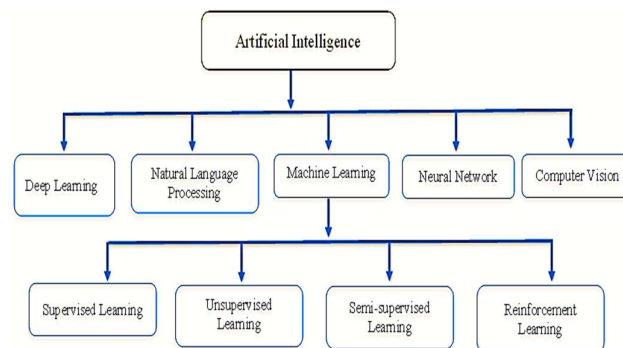 Artificial Intelligence
Deep Learning
Natural Language
Processing
Machine Learning
Neural Network
Computer Vision
Supervised Learning
Unsupervised
Learning
Semi-supervised
Learning
Reinforcement
Learning